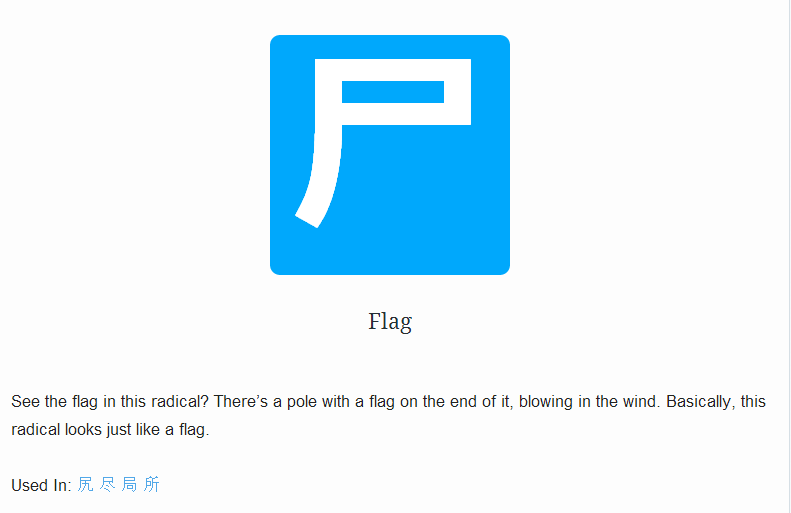 尸
Flag
See the flag in this radical? There’s a pole with a flag on the end of it, blowing in the wind. Basically, this
radical looks just like a flag.
Used In: 尻 尽 局 所